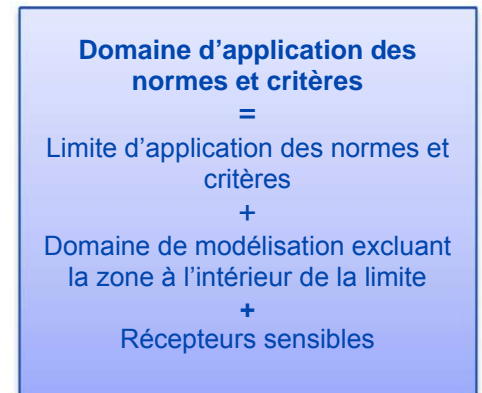 Domaine d’application des
normes et critères
=
Limite d’application des normes et
critères
+
Domaine de modélisation excluant
la zone à l’intérieur de la limite
+
Récepteurs sensibles